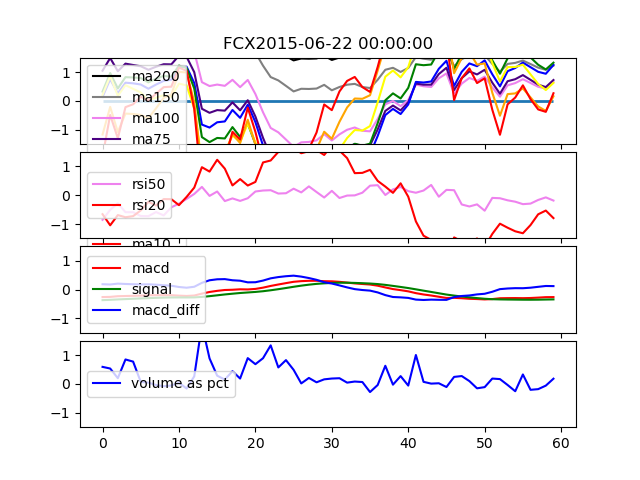 FCX2015-06-22 00:00:00
1
0
−1
ma200
ma150
ma100
ma75
1
0
−1
rsi50
rsi20
ma10
1
0
−1
macd
signal
macd_diff
1
0
−1
volume as pct
0 10 20 30 40 50 60